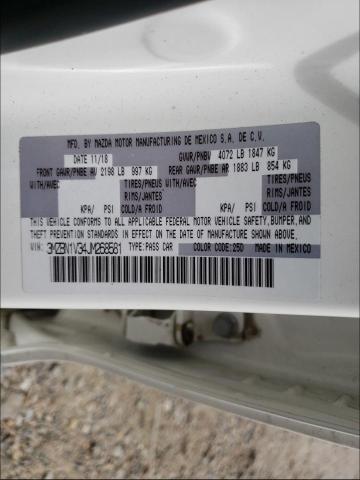 MFD. BY MAZDA MOTOR MANUFACTURING DE MEXICO S.A. DE C.V.
DATE 11/18 GVWR/PNBV 4072 LB 1847 KG
FRONT GAWR/PNBE AV 2198 LB 997 KG REAR GAWR/PNBE AR 1883 LB 854 KG
WITH/AVEC TIRES/PNEUS WITH/AVEC TIRES/PNEUS
RIMS/JANTES RIMS/JANTES
KPA/ PSI COLD/A FROID KPA/ PSI COLD/A FROID
THIS VEHICLE CONFORMS TO ALL APPLICABLE FEDERAL MOTOR VEHICLE SAFETY, BUMPER, AND
THEFT PREVENTION STANDARDS IN EFFECT ON THE DATE OF MANUFACTURE SHOWN ABOVE.
VIN: 3MZBN1V34JM258581 TYPE:PASS CAR COLOR CODE:25D MADE IN MEXICO